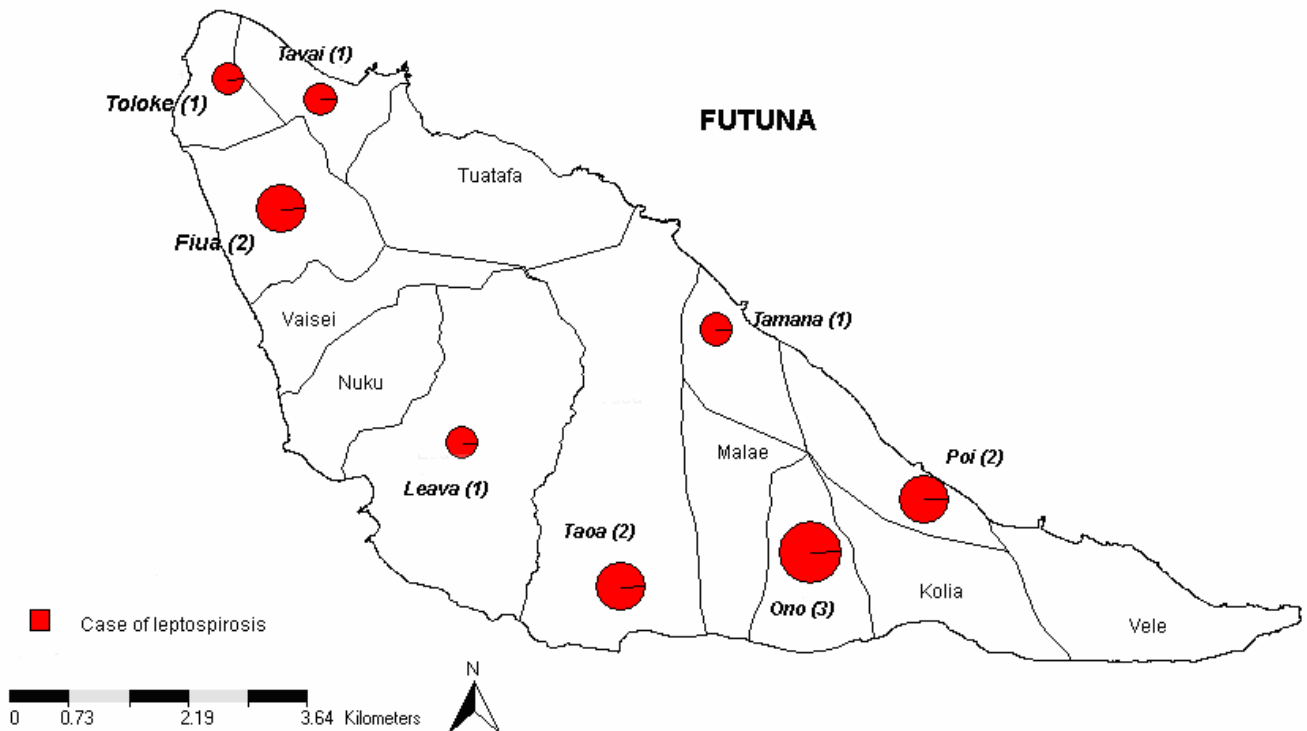 Tavai (1)
Toloke (1)
FUTUNA
Tuatafa
Fiua (2)
Vaisei
Tamana (1)
Nuku
Malae
Poi (2)
Leava (1)
Taoa (2)
Kolia
Ono (3)
Vele
Case of leptospirosis
N
0 0.73 2.19 3.64 Kilometers